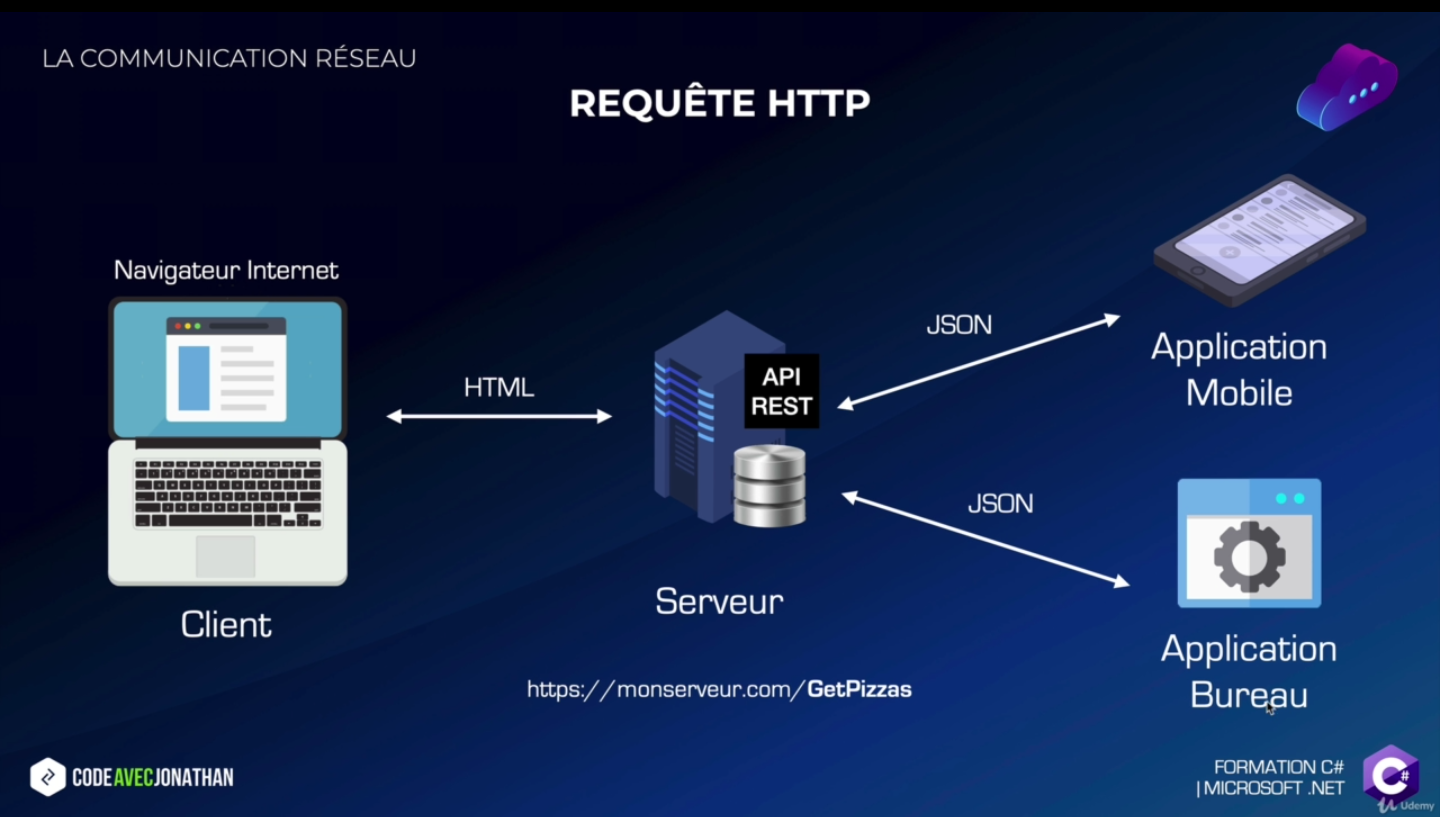 LA COMMUNICATION RÉSEAU
REQUÊTE HTTP
Navigateur Internet
HTML
Client
API
REST
Serveur
https://monserveur.com/GetPizzas
JSON
Application
Mobile
JSON
Application
Bureau
CODEAVECJONATHAN
FORMATION C#
| MICROSOFT .NET
C#
Udemy